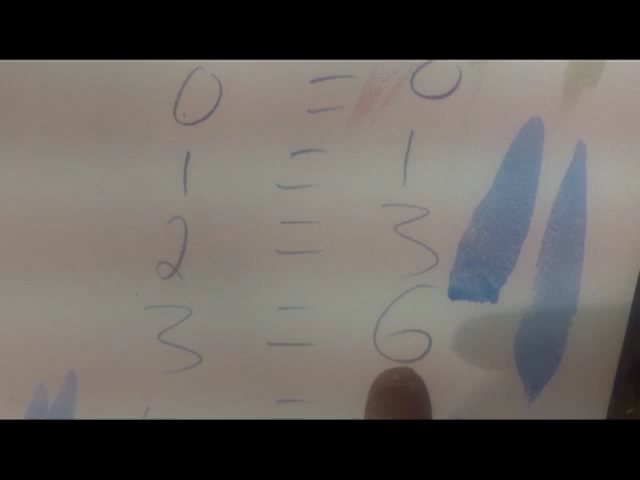 0 = 0
1 = 1
2 = 3
3 = 6
=